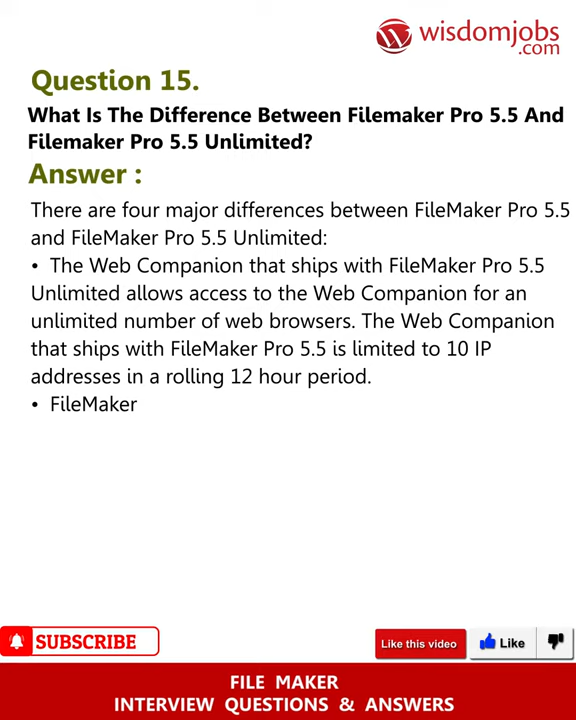 wisdomjobs
.com
Question 15.
What Is The Difference Between Filemaker Pro 5.5 And
Filemaker Pro 5.5 Unlimited?
Answer :
There are four major differences between FileMaker Pro 5.5
and FileMaker Pro 5.5 Unlimited:
• The Web Companion that ships with FileMaker Pro 5.5
Unlimited allows access to the Web Companion for an
unlimited number of web browsers. The Web Companion
that ships with FileMaker Pro 5.5 is limited to 10 IP
addresses in a rolling 12 hour period.
• FileMaker
SUBSCRIBE
Like this video
Like
FILE MAKER
INTERVIEW QUESTIONS & ANSWERS